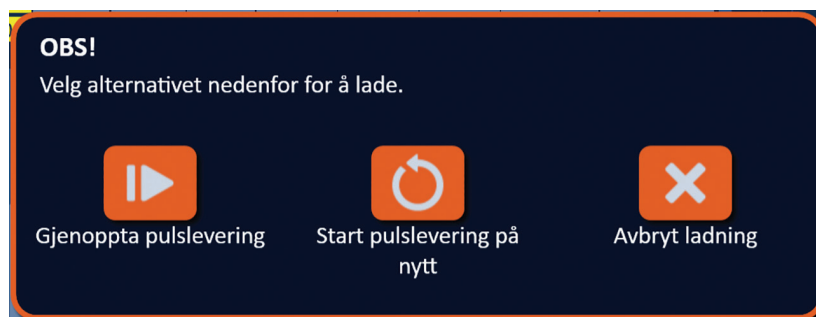 OBS!
Velg alternativet nedenfor for å lade.
Gjenoppta pulslevering
Start pulslevering på
nytt
Avbryt ladning